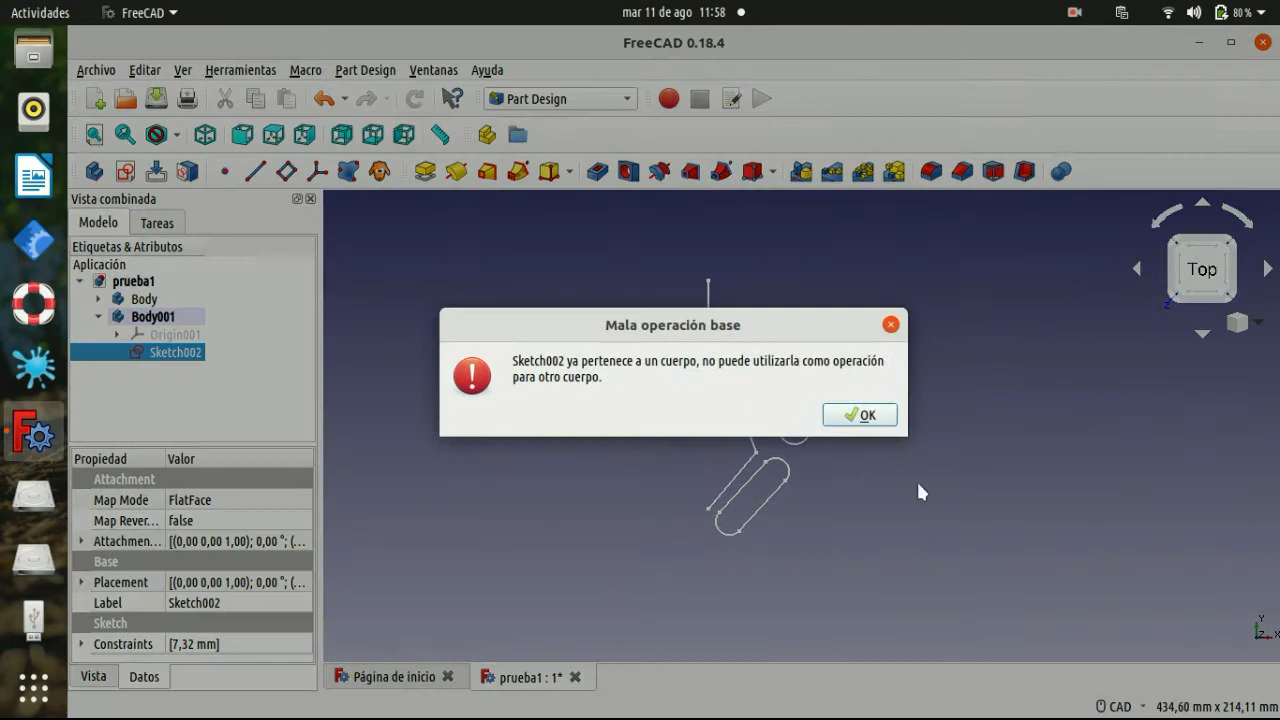 Actividades
FreeCAD
mar 11 de ago 11:58
80 %
FreeCAD 0.18.4
Archivo Editar Ver Herramientas Macro Part Design Ventanas Ayuda
Part Design
Vista combinada
Modelo Tareas
Etiquetas & Atributos
Aplicación
prueba1
Body
Body001
Origin001
Sketch002
Top
Mala operación base
Sketch002 ya pertenece a un cuerpo, no puede utilizarla como operación
para otro cuerpo.
OK
Propiedad Valor
Attachment
Map Mode FlatFace
Map Rever... false
Attachmen... [(0,00 0,00 1,00); 0,00 °; (...
Base
Placement [(0,00 0,00 1,00); 0,00 °; (...
Label Sketch002
Sketch
Constraints [7,32 mm]
Vista Datos
Página de inicio
prueba1 : 1*
Y
Z
X
CAD
434,60 mm x 214,11 mm